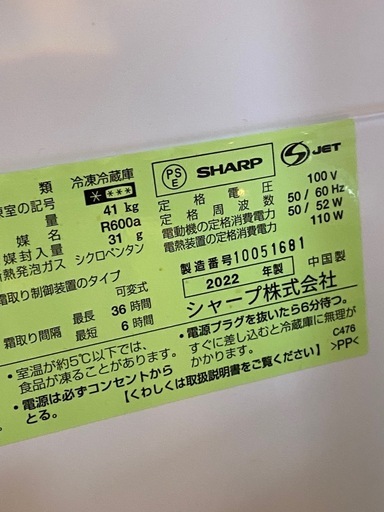 類 冷凍冷蔵庫
凍室の記号 * ***
量 41 kg
媒名 R600a
媒封入量 31 g
断熱発泡ガス シクロペンタン
霜取り制御装置のタイプ 可変式
霜取り間隔 最長 36 時間
最短 6 時間
PS E SHARP JET
定格電圧 100 V
定格周波数 50 / 60 Hz
電動機の定格消費電力 50 / 52 W
電熱装置の定格消費電力 110 W
製造番号 10051681
2022 年製 中国製
シャープ株式会社
・室温が約5℃以下では、
食品が凍ることがあります。
・電源は必ずコンセントから
とる。
・電源プラグを抜いたら6分待つ。
すぐに差し込むと冷蔵庫に無理が
かかります。
【くわしくは取扱説明書をご覧ください】
C476
>PP<